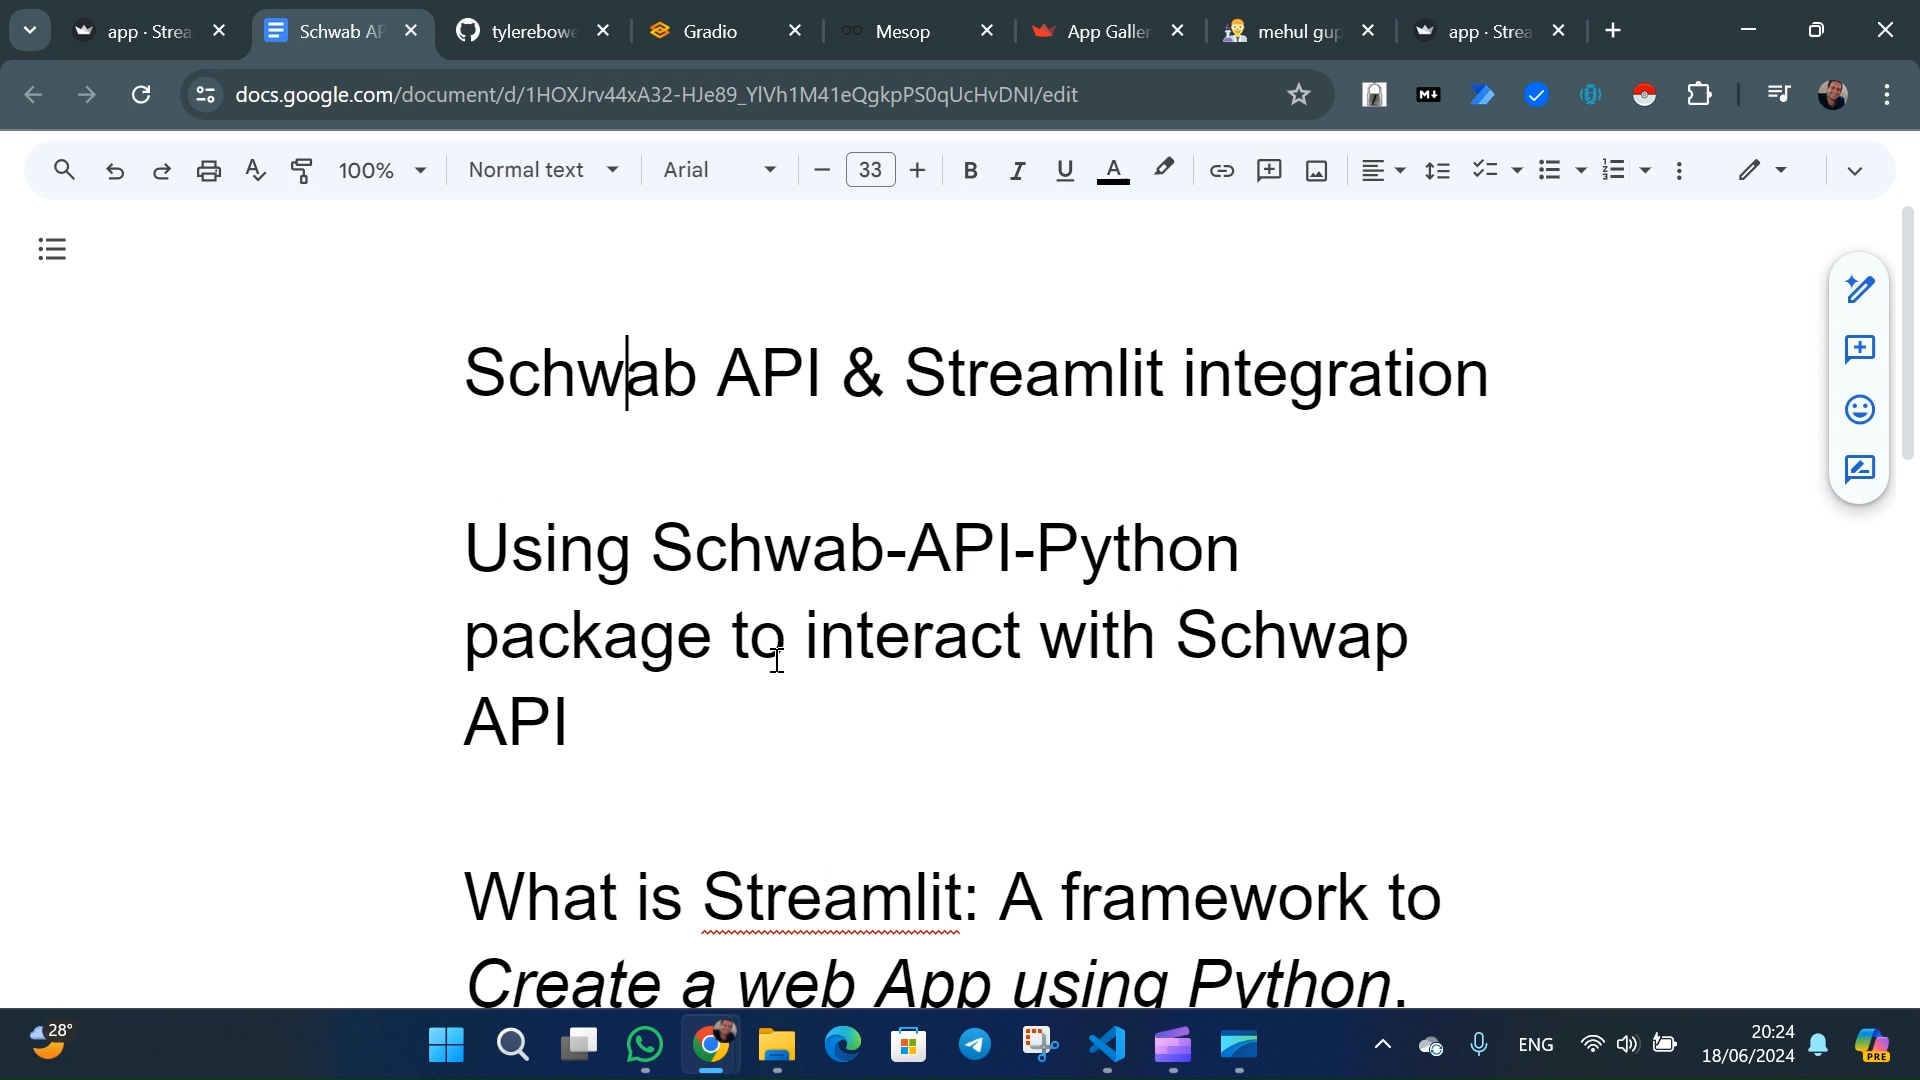 app · Strea
Schwab AP
tylerebowe
Gradio
Mesop
App Galler
mehul gup
app · Strea
docs.google.com/document/d/1HOXJrv44xA32-HJe89_YlVh1M41eQgkpPS0qUcHvDNI/edit
100%
Normal text
Arial
33
B
I
U
A
Schwab API & Streamlit integration
Using Schwab-API-Python
package to interact with Schwap
API
What is Streamlit: A framework to
Create a web App using Python.
28°
ENG
20:24
18/06/2024
PRE